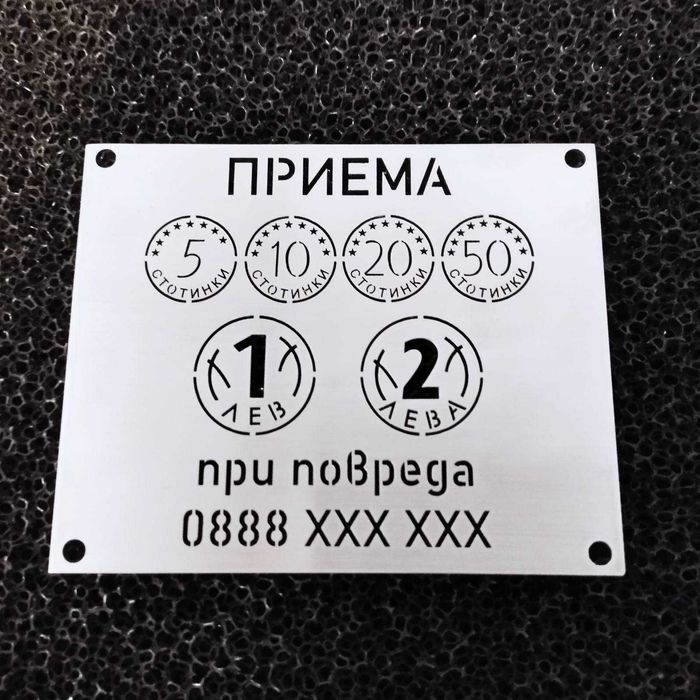 ПРИЕМА
5 СТОТИНКИ 10 СТОТИНКИ 20 СТОТИНКИ 50 СТОТИНКИ
1 ЛЕВ 2 ЛЕВА
при повреда
0888 XXX XXX